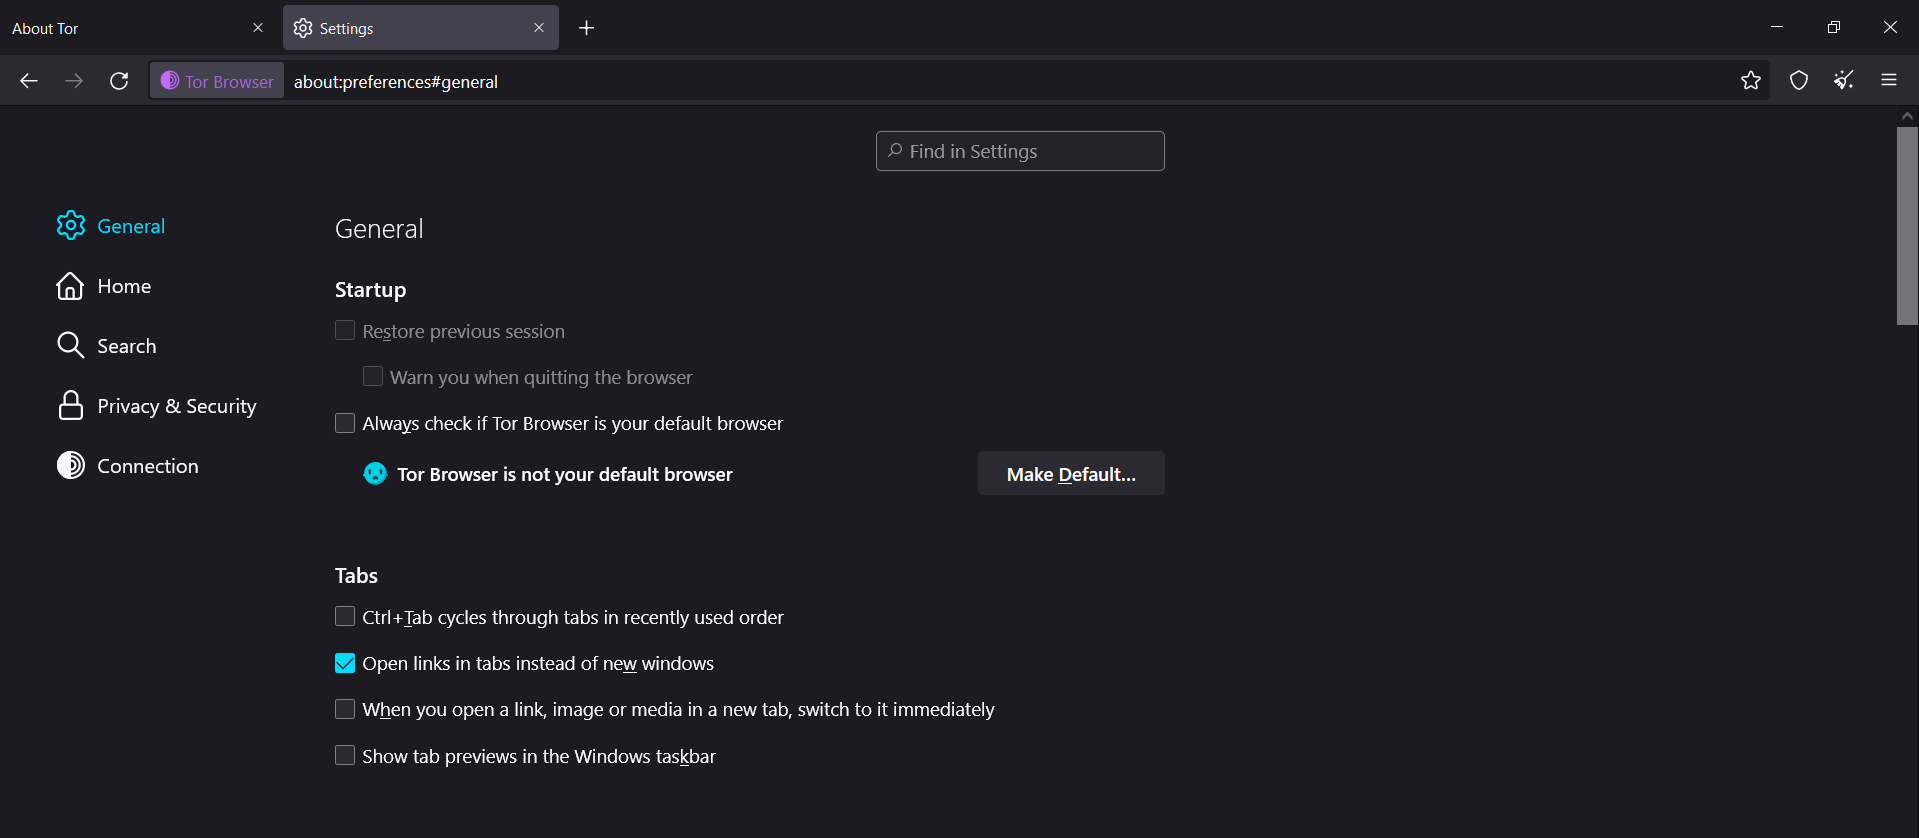 About Tor
Settings
Tor Browser
about:preferences#general
Find in Settings
General
Home
Search
Privacy & Security
Connection
General
Startup
Restore previous session
Warn you when quitting the browser
Always check if Tor Browser is your default browser
Tor Browser is not your default browser
Make Default...
Tabs
Ctrl+Tab cycles through tabs in recently used order
Open links in tabs instead of new windows
When you open a link, image or media in a new tab, switch to it immediately
Show tab previews in the Windows taskbar